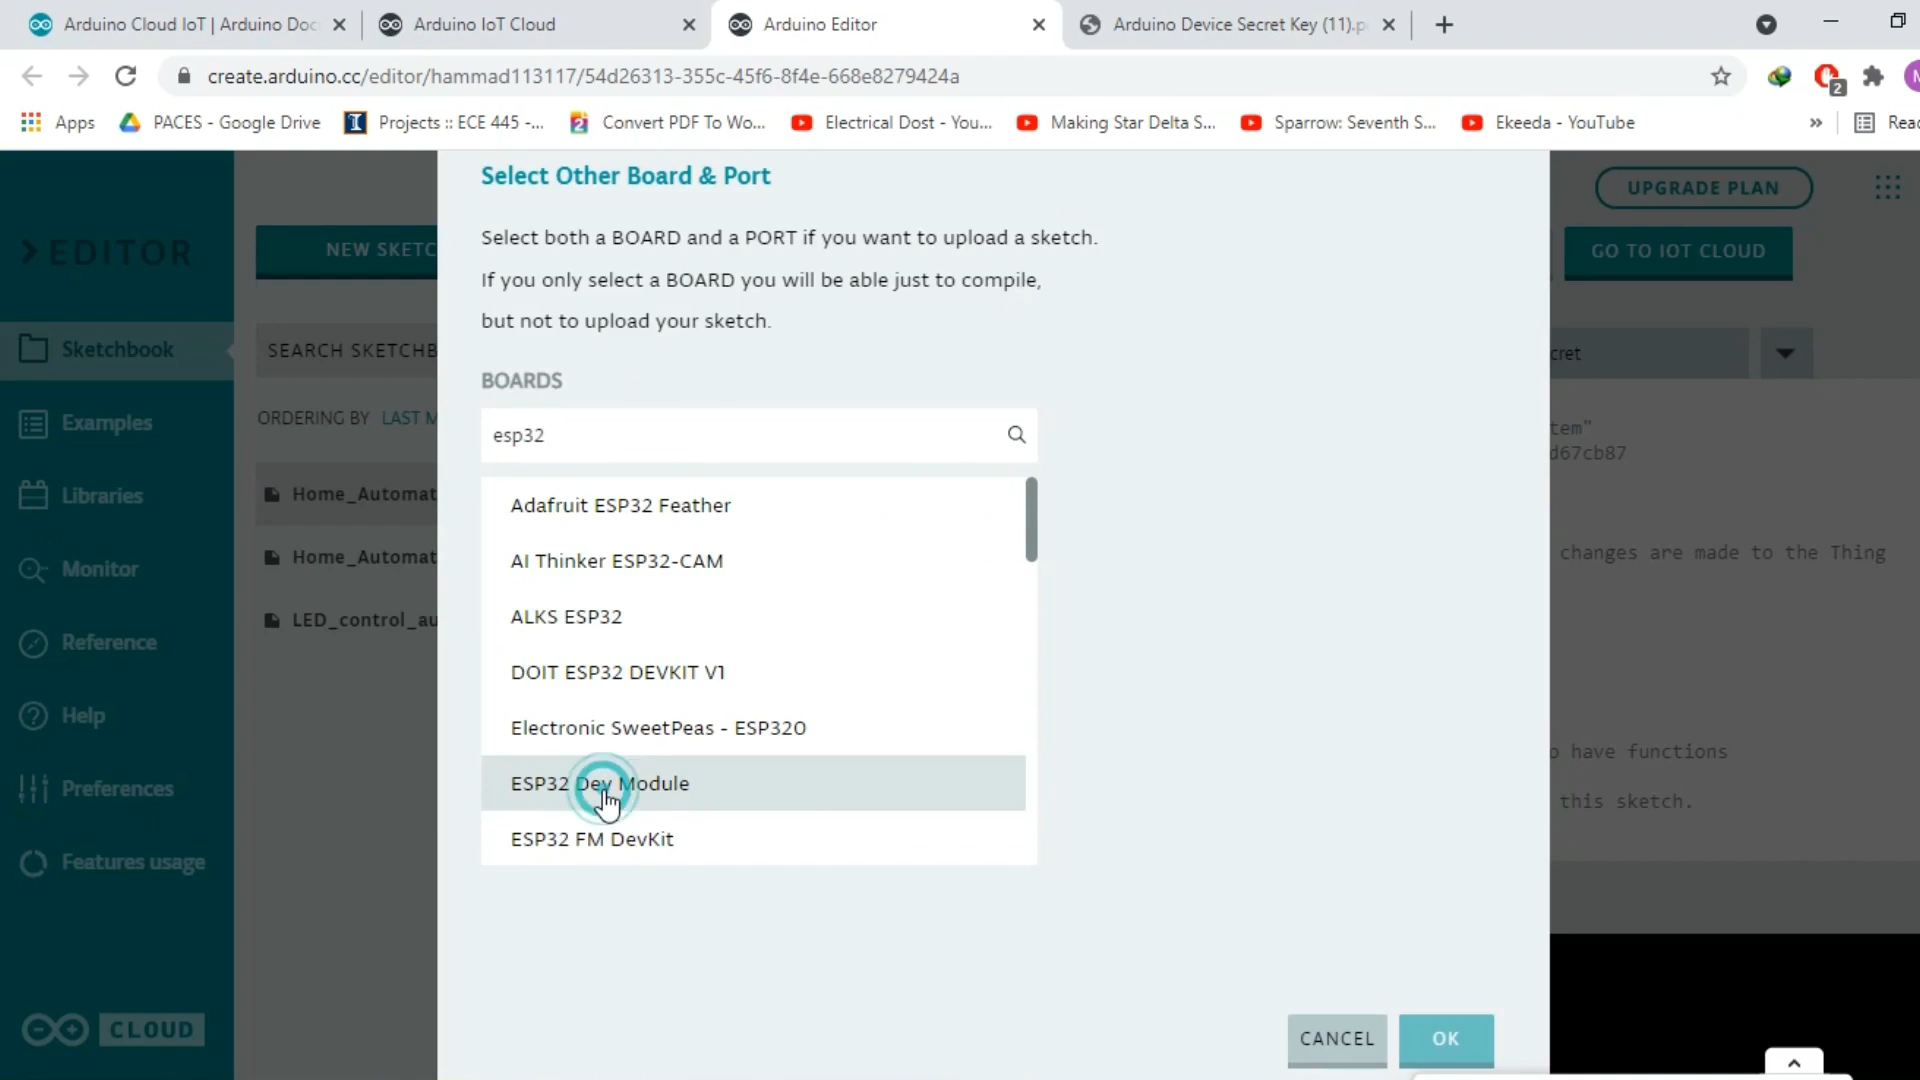 Arduino Cloud IoT | Arduino Doc
Arduino IoT Cloud
Arduino Editor
Arduino Device Secret Key (11).p
create.arduino.cc/editor/hammad113117/54d26313-355c-45f6-8f4e-668e8279424a
2
Apps
PACES - Google Drive
Projects :: ECE 445 -...
Convert PDF To Wo...
Electrical Dost - You...
Making Star Delta S...
Sparrow: Seventh S...
Ekeeda - YouTube
»
Reac
Select Other Board & Port
UPGRADE PLAN
Select both a BOARD and a PORT if you want to upload a sketch.
If you only select a BOARD you will be able just to compile,
but not to upload your sketch.
EDITOR
NEW SKETC
GO TO IOT CLOUD
Sketchbook
SEARCH SKETCHB
cret
BOARDS
Examples
ORDERING BY LAST M
esp32
tem"
d67cb87
Libraries
Home_Automat
Adafruit ESP32 Feather
Monitor
Home_Automat
AI Thinker ESP32-CAM
changes are made to the Thing
Reference
LED_control_au
ALKS ESP32
DOIT ESP32 DEVKIT V1
Help
Electronic SweetPeas - ESP320
o have functions
Preferences
ESP32 Dev Module
this sketch.
Features usage
ESP32 FM DevKit
CLOUD
CANCEL
OK